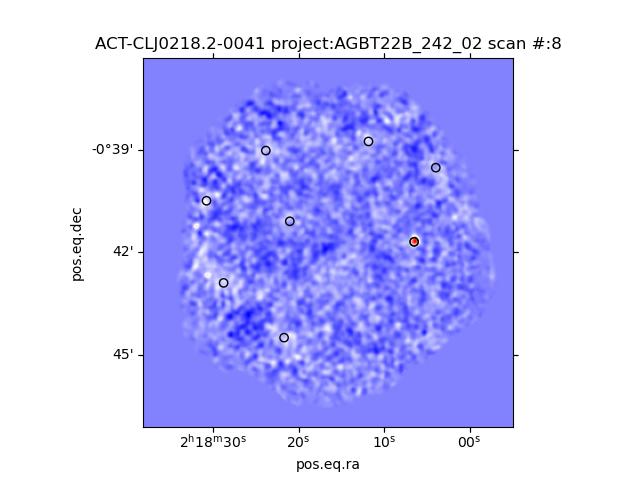 ACT-CLJ0218.2-0041 project:AGBT22B_242_02 scan #:8
pos.eq.dec
-0°39'
42'
45'
2ʰ18ᵐ30ˢ 20ˢ 10ˢ 00ˢ
pos.eq.ra